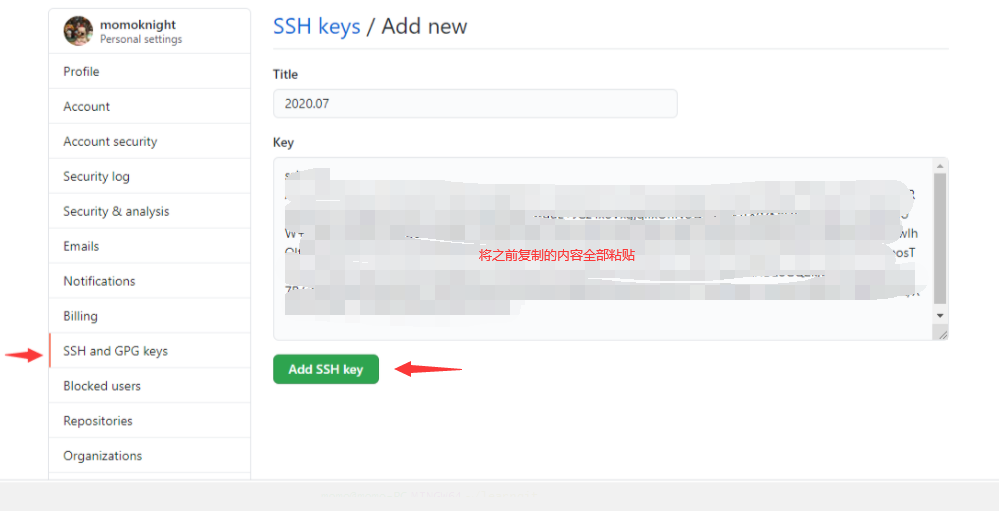 momoknight
Personal settings
Profile
Account
Account security
Security log
Security & analysis
Emails
Notifications
Billing
SSH and GPG keys
Blocked users
Repositories
Organizations
SSH keys / Add new
Title
2020.07
Key
将之前复制的内容全部粘贴
Add SSH key